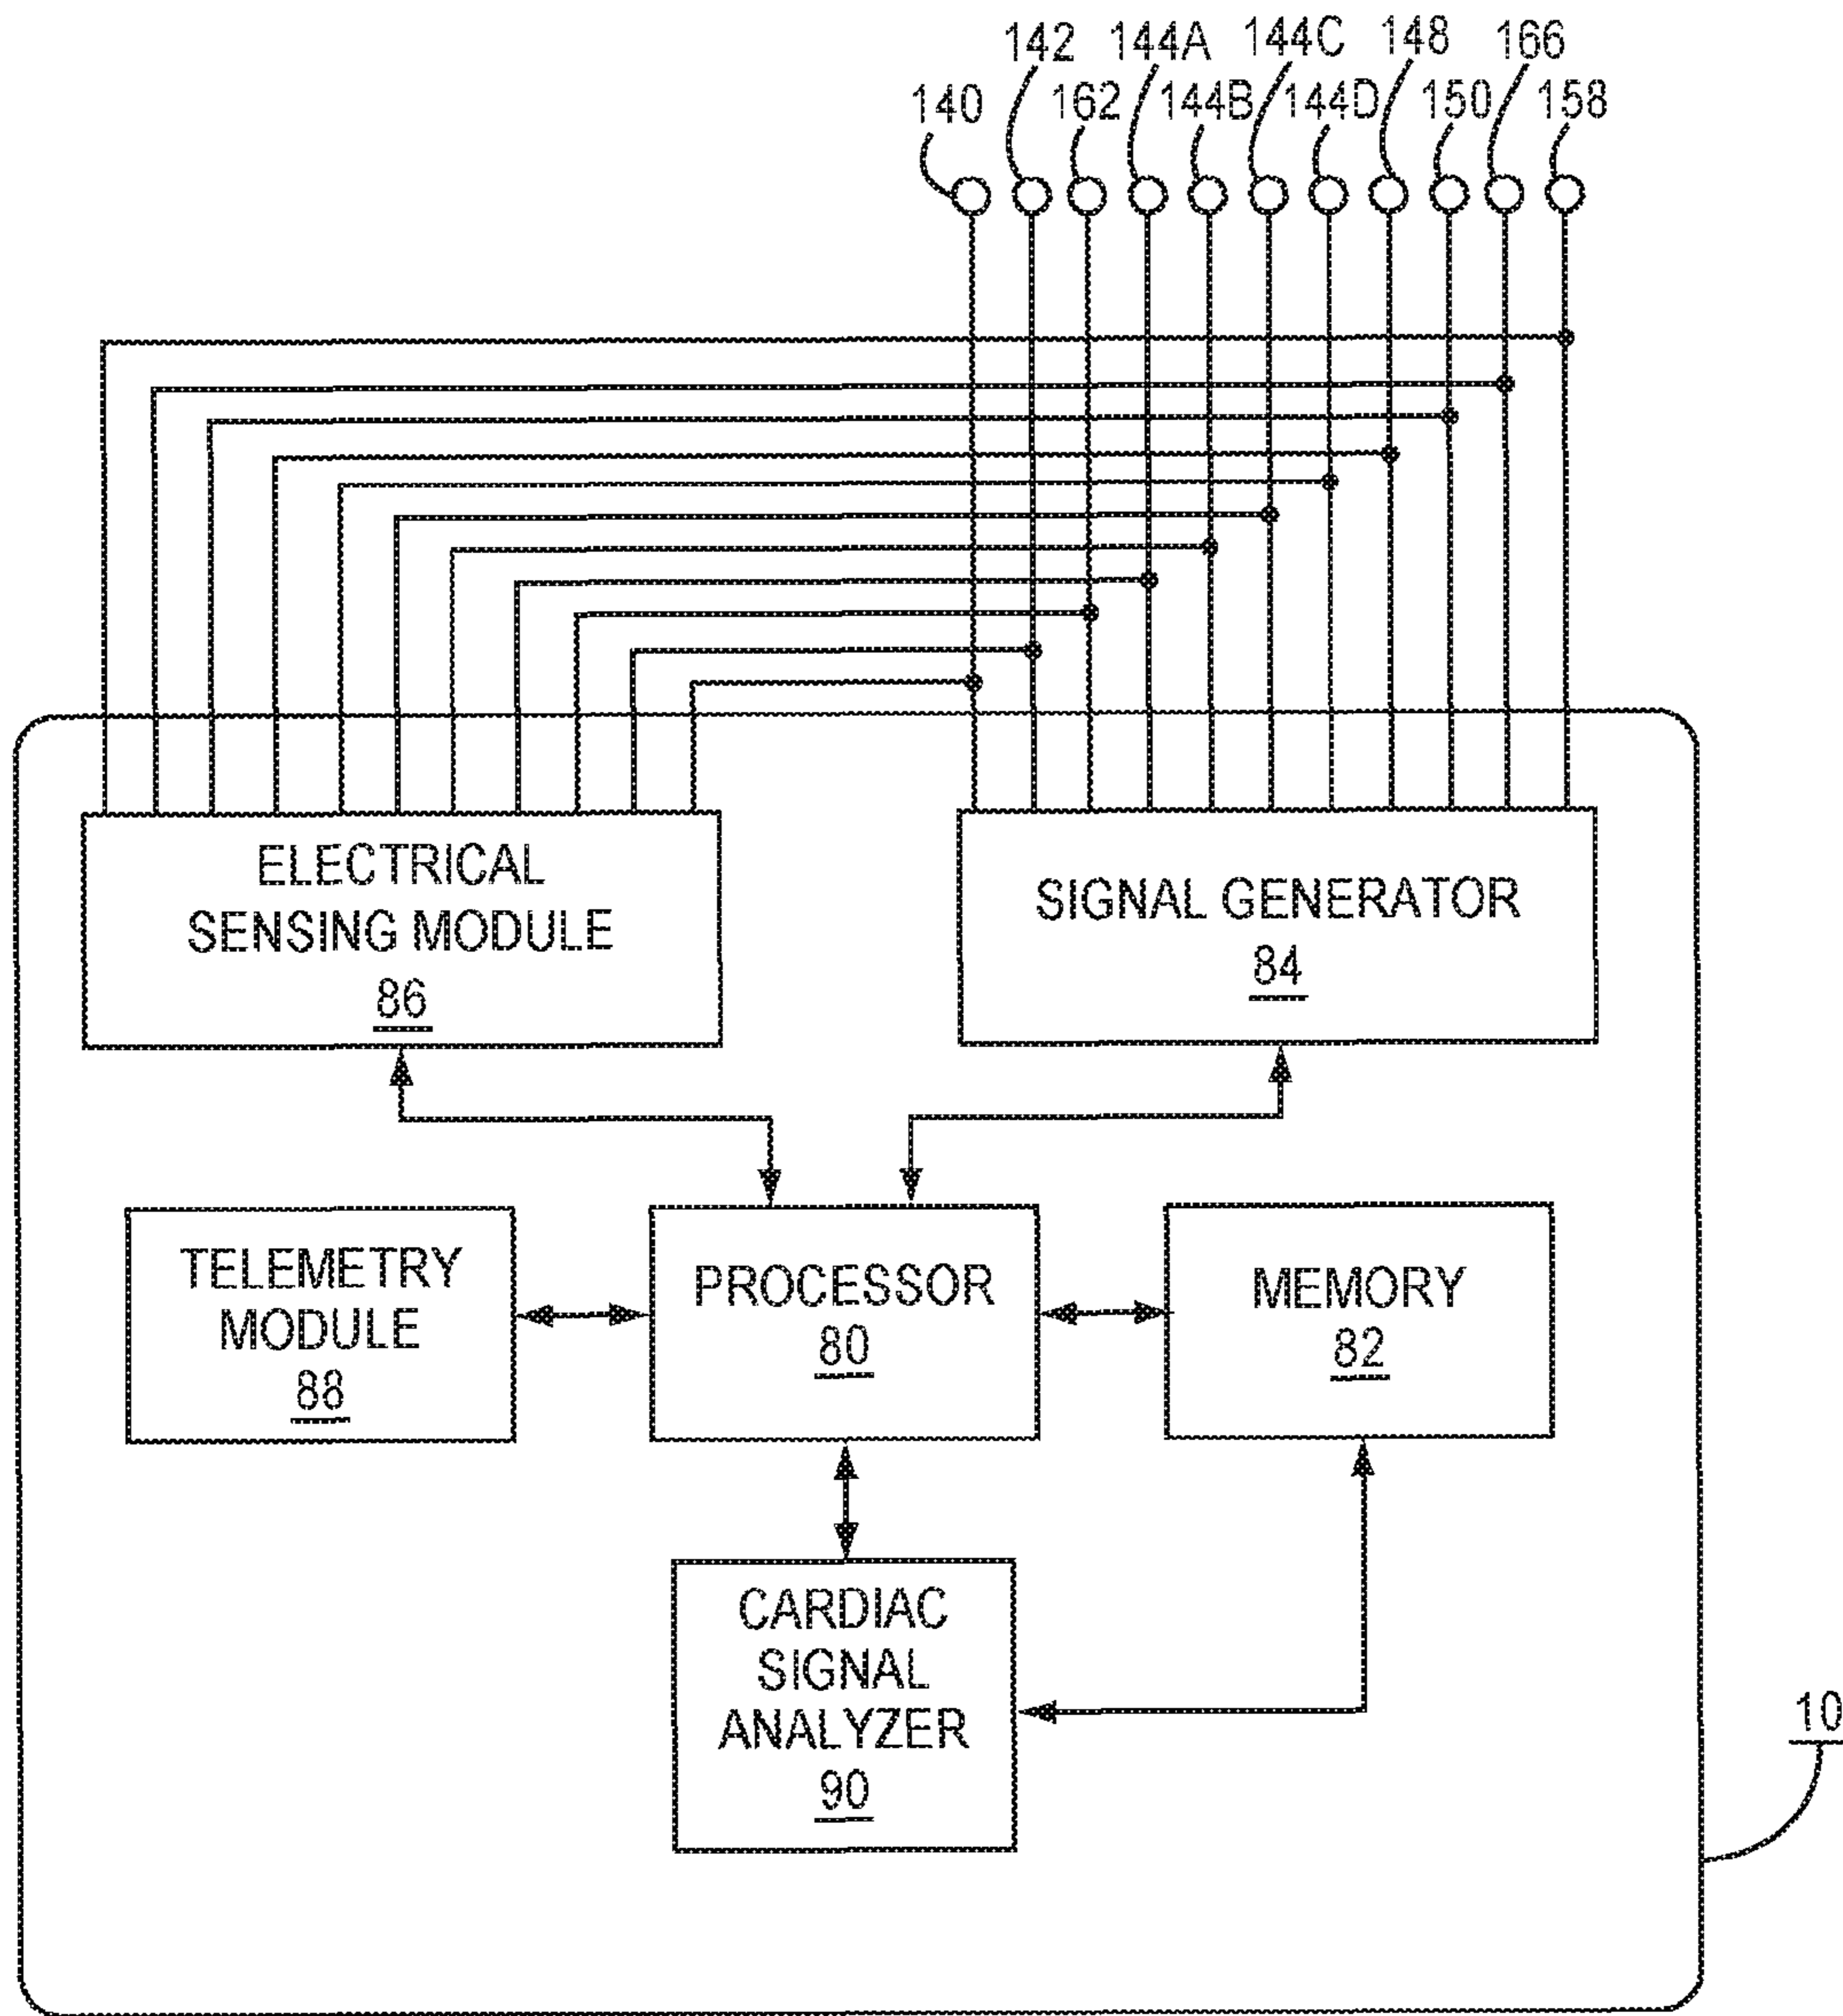 142 144A 144C 148 166
140 162 144B 144D 150 158
ELECTRICAL
SENSING MODULE
86
SIGNAL GENERATOR
84
TELEMETRY
MODULE
88
PROCESSOR
80
MEMORY
82
CARDIAC
SIGNAL
ANALYZER
90
10